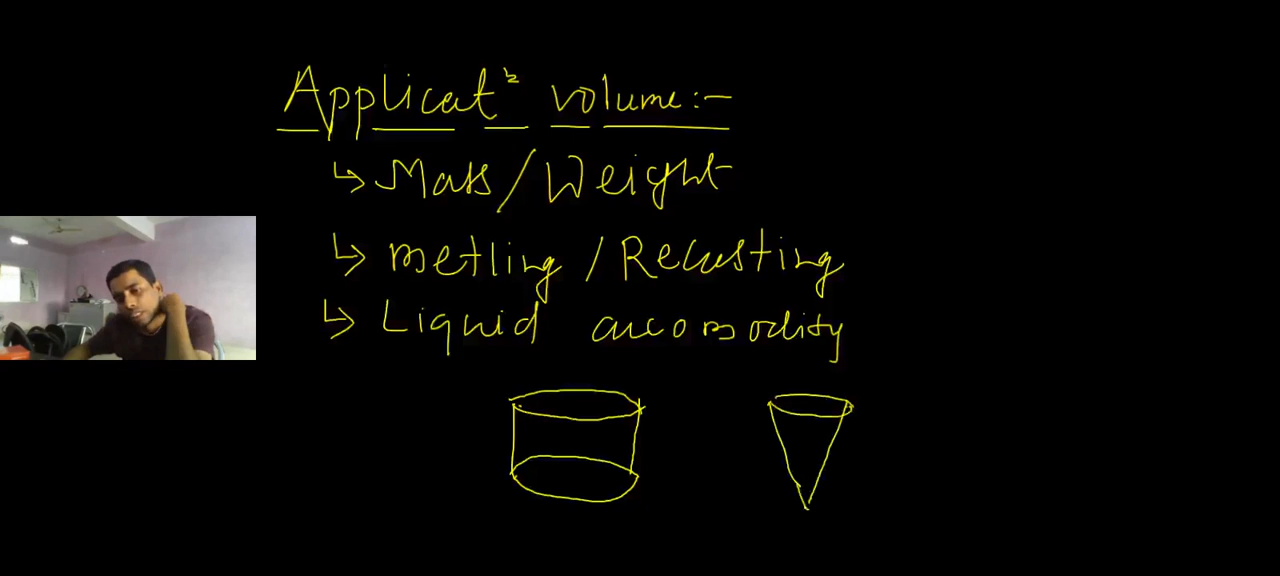 Applicatⁿ volume:-
↳ Mass/Weight
↳ metling/Recasting
↳ Liquid accomodity